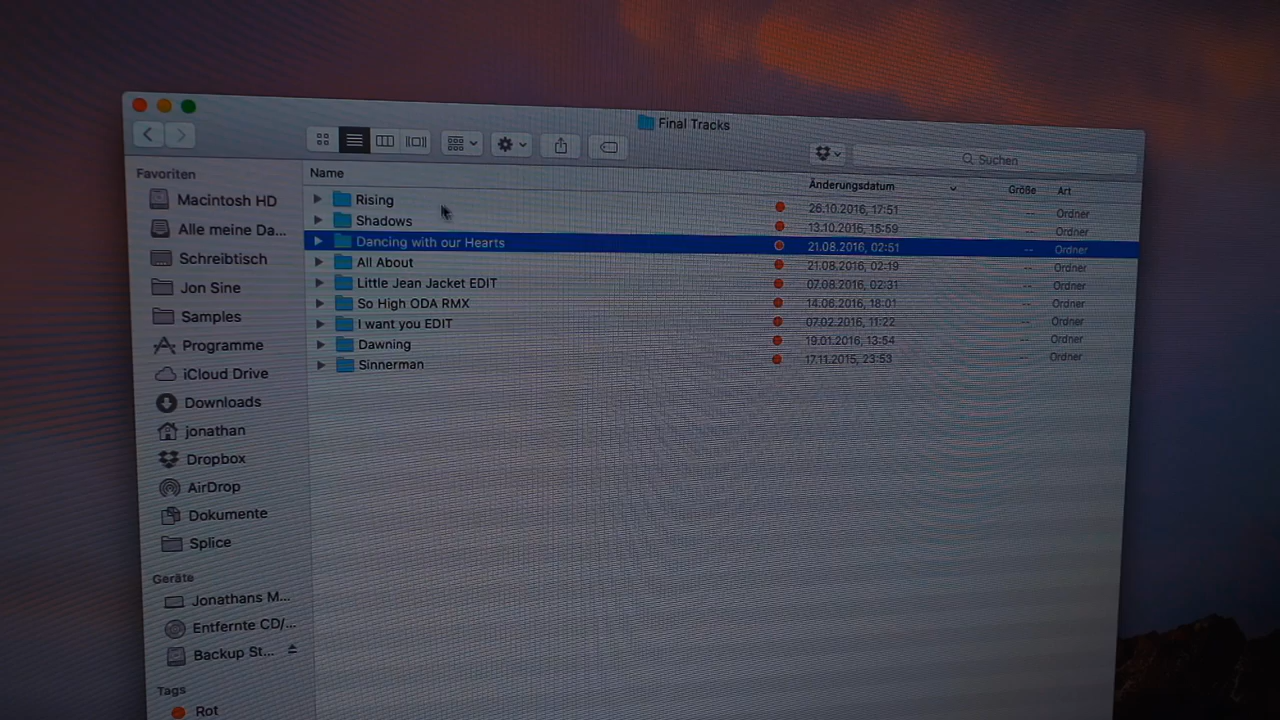 Final Tracks
Suchen
Favoriten
Macintosh HD
Alle meine Da...
Schreibtisch
Jon Sine
Samples
Programme
iCloud Drive
Downloads
jonathan
Dropbox
AirDrop
Dokumente
Splice
Geräte
Jonathans M...
Entfernte CD/...
Backup St...
Tags
Rot
Name Änderungsdatum Größe Art
Rising 26.10.2016, 17:51 -- Ordner
Shadows 13.10.2016, 15:59 -- Ordner
Dancing with our Hearts 21.08.2016, 02:51 -- Ordner
All About 21.08.2016, 02:19 -- Ordner
Little Jean Jacket EDIT 07.08.2016, 02:31 -- Ordner
So High ODA RMX 14.06.2016, 18:01 -- Ordner
I want you EDIT 07.02.2016, 11:22 -- Ordner
Dawning 19.01.2016, 13:54 -- Ordner
Sinnerman 17.11.2015, 23:53 -- Ordner